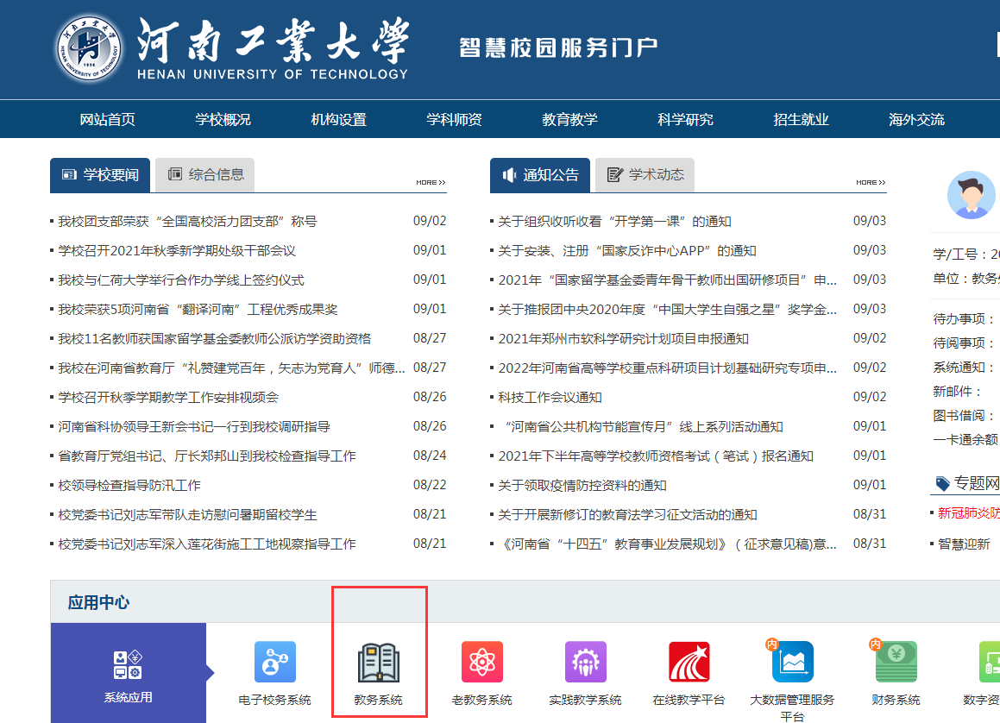 河南工業大學
HENAN UNIVERSITY OF TECHNOLOGY
智慧校园服务门户
网站首页 学校概况 机构设置 学科师资 教育教学 科学研究 招生就业 海外交流
学校要闻 综合信息 MORE
我校团支部荣获“全国高校活力团支部”称号 09/02
学校召开2021年秋季新学期处级干部会议 09/01
我校与仁荷大学举行合作办学线上签约仪式 09/01
我校荣获5项河南省“翻译河南”工程优秀成果奖 09/01
我校11名教师获国家留学基金委教师公派访学资助资格 08/27
我校在河南省教育厅“礼赞建党百年，矢志为党育人”师德... 08/27
学校召开秋季学期教学工作安排视频会 08/26
河南省科协领导王新会书记一行到我校调研指导 08/26
省教育厅党组书记、厅长郑邦山到我校检查指导工作 08/24
校领导检查指导防汛工作 08/22
校党委书记刘志军带队走访慰问暑期留校学生 08/21
校党委书记刘志军深入莲花街施工工地视察指导工作 08/21
通知公告 学术动态 MORE
关于组织收听收看“开学第一课”的通知 09/03
关于安装、注册“国家反诈中心APP”的通知 09/03
2021年“国家留学基金委青年骨干教师出国研修项目”申... 09/03
关于推报团中央2020年度“中国大学生自强之星”奖学金... 09/03
2021年郑州市软科学研究计划项目申报通知 09/02
2022年河南省高等学校重点科研项目计划基础研究专项申... 09/02
科技工作会议通知 09/02
“河南省公共机构节能宣传月”线上系列活动通知 09/01
2021年下半年高等学校教师资格考试（笔试）报名通知 09/01
关于领取疫情防控资料的通知 09/01
关于开展新修订的教育法学习征文活动的通知 08/31
《河南省“十四五”教育事业发展规划》（征求意见稿)意... 08/31
学/工号：20
单位：教务
待办事项：
待阅事项：
系统通知：
新邮件：
图书借阅：
一卡通余额
专题网
新冠肺炎防
智慧迎新
应用中心
系统应用
电子校务系统
教务系统
老教务系统
实践教学系统
在线教学平台
内
大数据管理服务
平台
内
财务系统
数字资